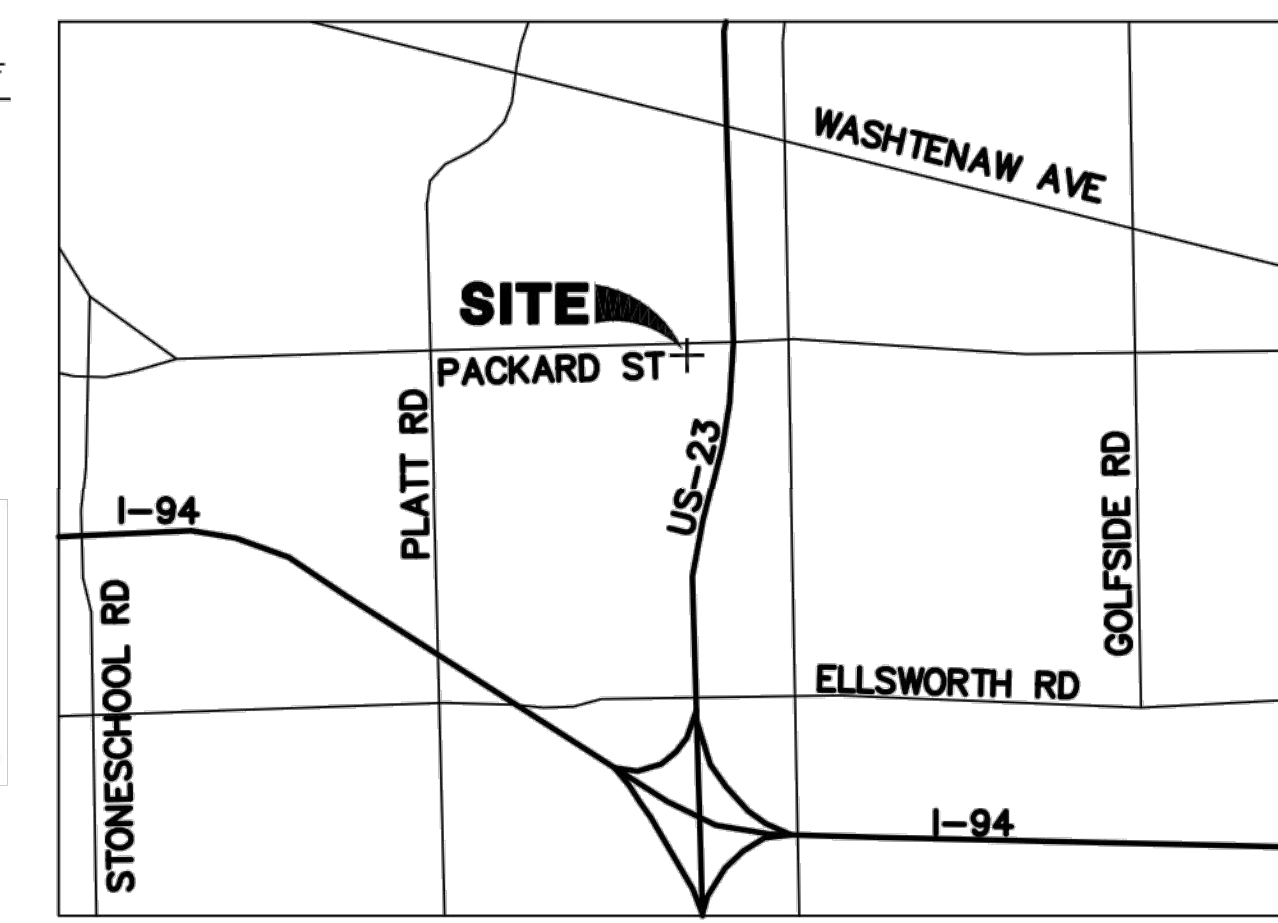 WASHTENAW AVE
SITE
PACKARD ST
PLATT RD
US-23
GOLFSIDE RD
I-94
STONESCHOOL RD
ELLSWORTH RD
I-94